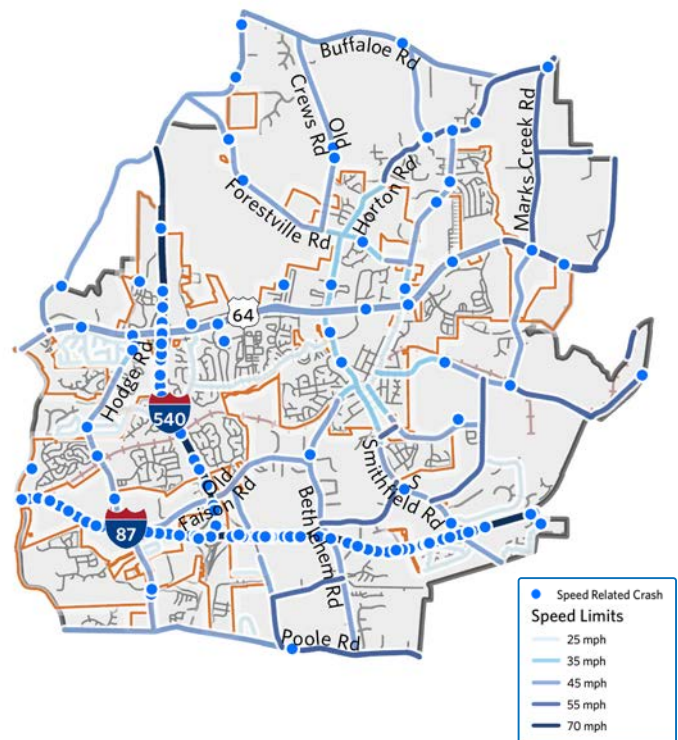 Buffaloe Rd
Old
Crews Rd
Marks Creek Rd
Horton Rd
Forestville Rd
64
Hodge Rd
540
Old
Faison Rd
S
Smithfield Rd
87
Bethlehem Rd
Poole Rd
Speed Related Crash
Speed Limits
25 mph
35 mph
45 mph
55 mph
70 mph